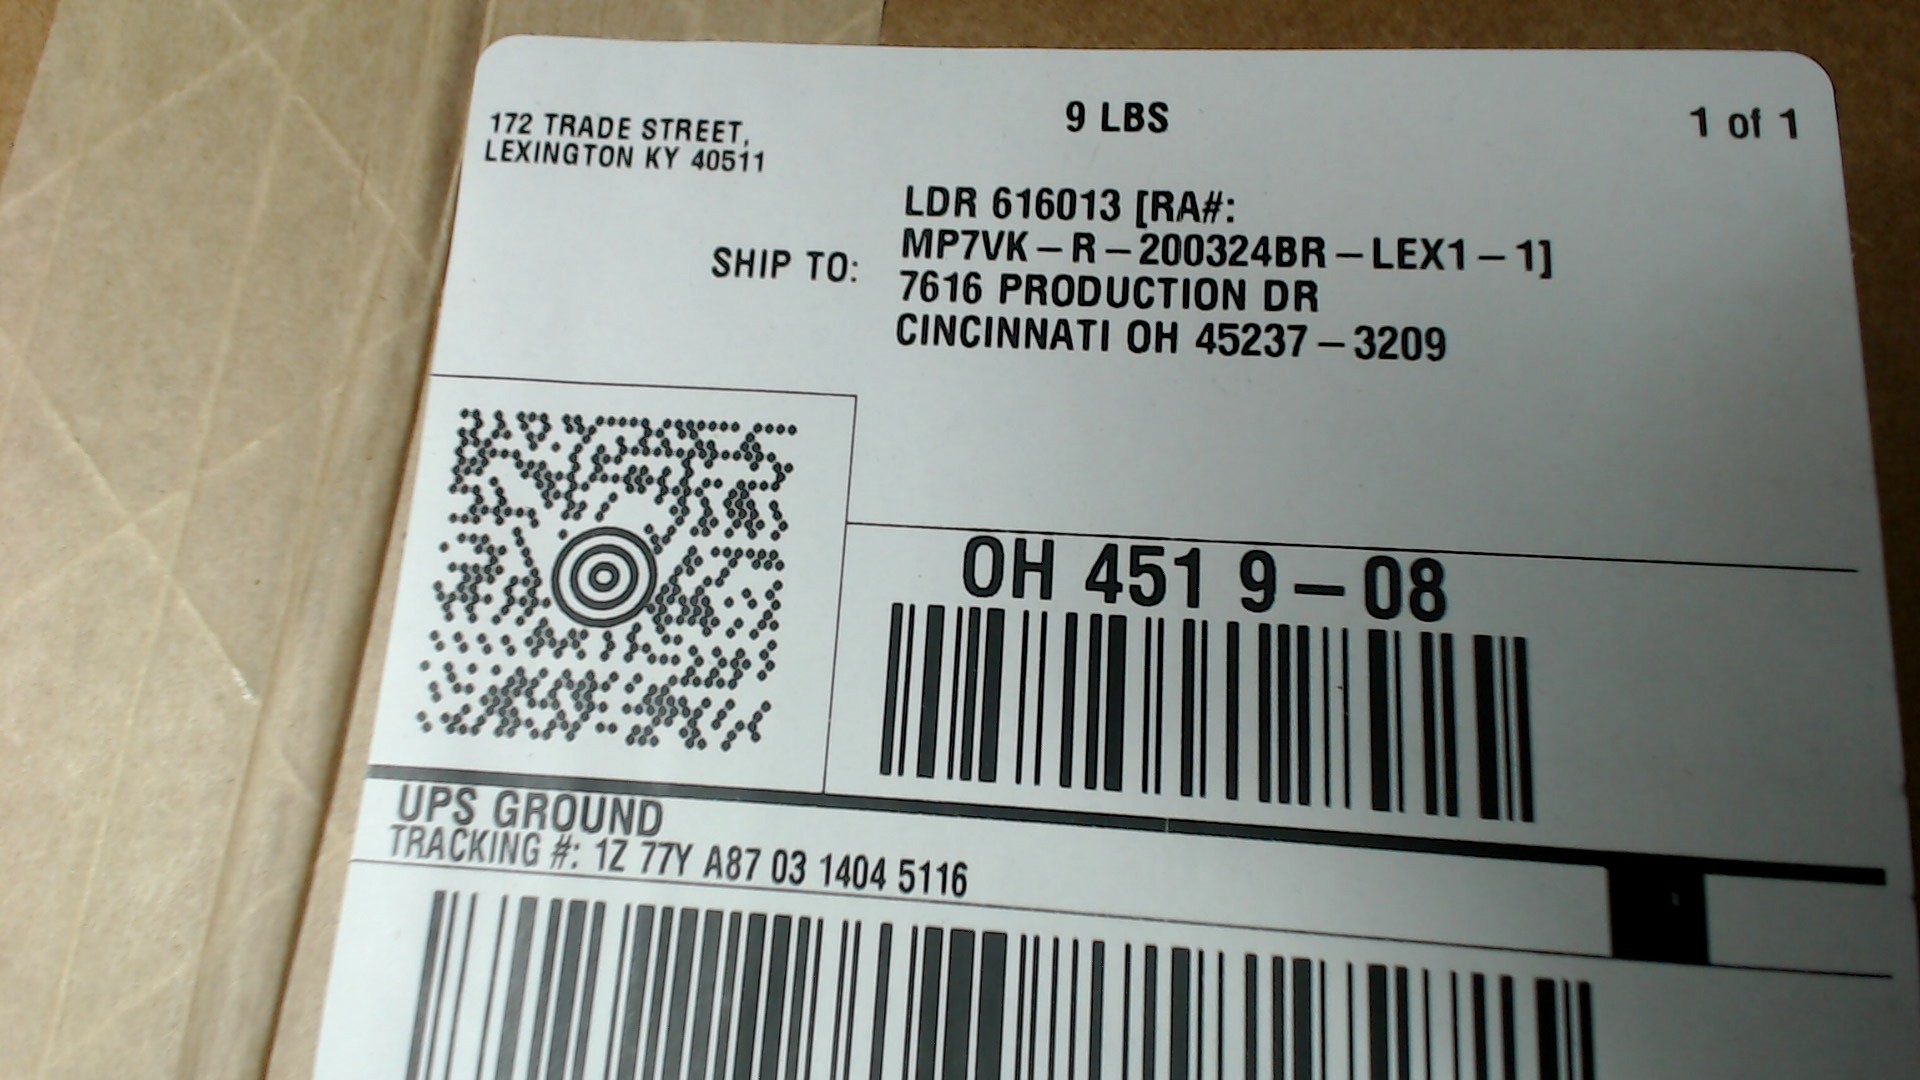 172 TRADE STREET,
LEXINGTON KY 40511
9 LBS
1 of 1
SHIP TO:
LDR 616013 [RA#:
MP7VK-R-200324BR-LEX1-1]
7616 PRODUCTION DR
CINCINNATI OH 45237-3209
OH 451 9-08
UPS GROUND
TRACKING #: 1Z 77Y A87 03 1404 5116